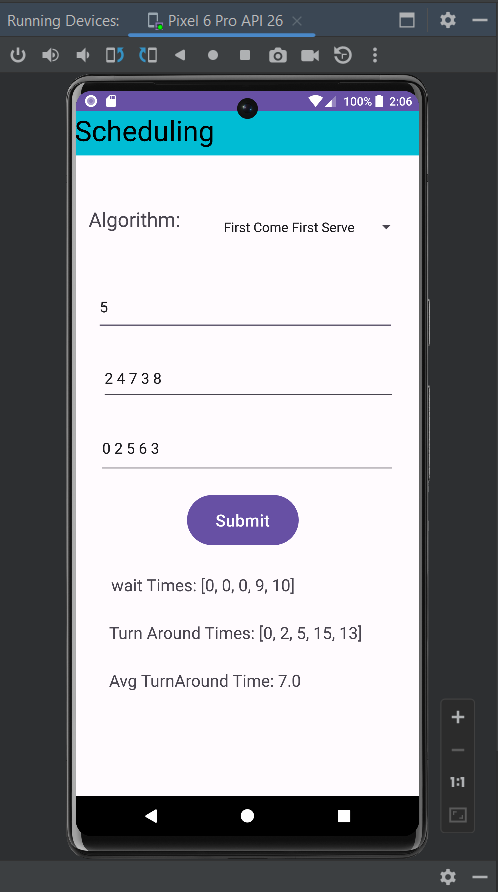 Running Devices: Pixel 6 Pro API 26
100% 2:06
Scheduling
Algorithm: First Come First Serve
5
2 4 7 3 8
0 2 5 6 3
Submit
wait Times: [0, 0, 0, 9, 10]
Turn Around Times: [0, 2, 5, 15, 13]
Avg TurnAround Time: 7.0
1:1